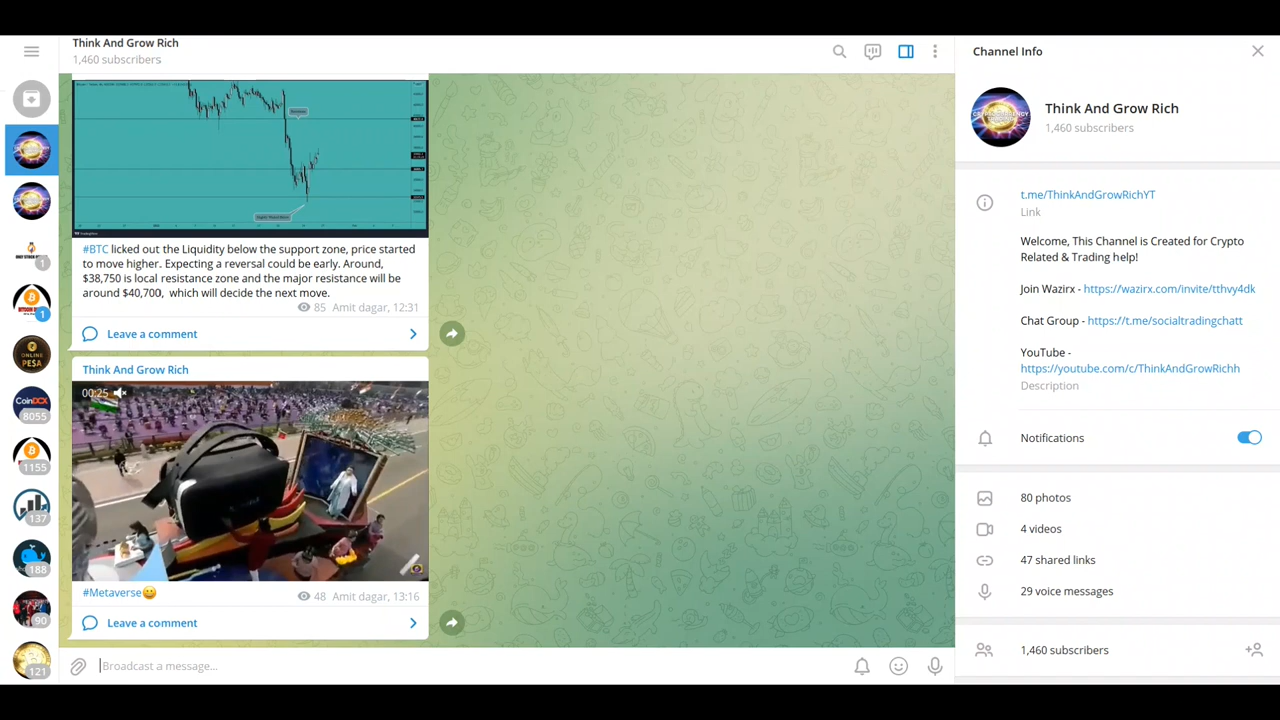 Think And Grow Rich
1,460 subscribers
#BTC licked out the Liquidity below the support zone, price started
to move higher. Expecting a reversal could be early. Around,
$38,750 is local resistance zone and the major resistance will be
around $40,700, which will decide the next move.
85 Amit dagar, 12:31
Leave a comment
Think And Grow Rich
00:25
#Metaverse😀
48 Amit dagar, 13:16
Leave a comment
Broadcast a message...
1
1
ONLINE
PESA
CoinDCX
8055
1155
137
188
90
121
Channel Info
Think And Grow Rich
1,460 subscribers
t.me/ThinkAndGrowRichYT
Link
Welcome, This Channel is Created for Crypto
Related & Trading help!
Join Wazirx - https://wazirx.com/invite/tthvy4dk
Chat Group - https://t.me/socialtradingchatt
YouTube -
https://youtube.com/c/ThinkAndGrowRichh
Description
Notifications
80 photos
4 videos
47 shared links
29 voice messages
1,460 subscribers